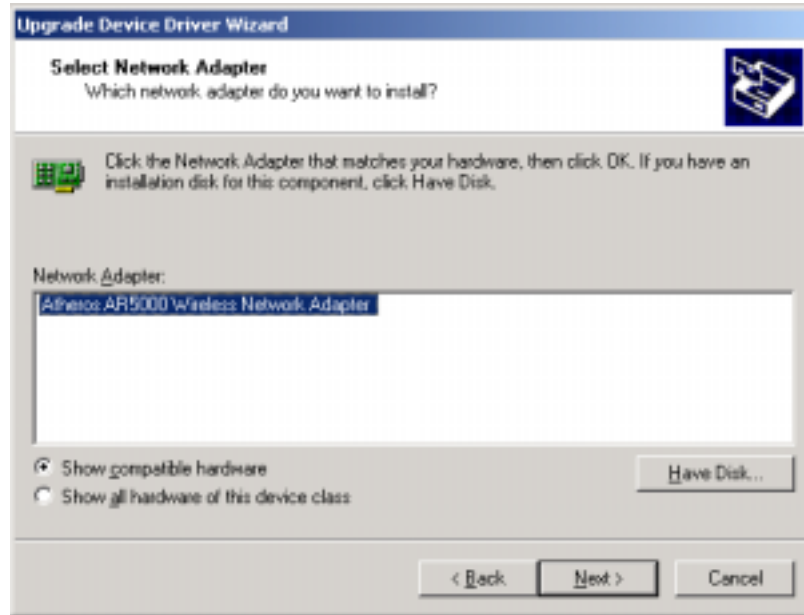 Upgrade Device Driver Wizard
Select Network Adapter
Which network adapter do you want to install?
Click the Network Adapter that matches your hardware, then click OK. If you have an
installation disk for this component, click Have Disk.
Network Adapter:
Atheros AR5000 Wireless Network Adapter
Show compatible hardware
Show all hardware of this device class
Have Disk...
< Back
Next >
Cancel